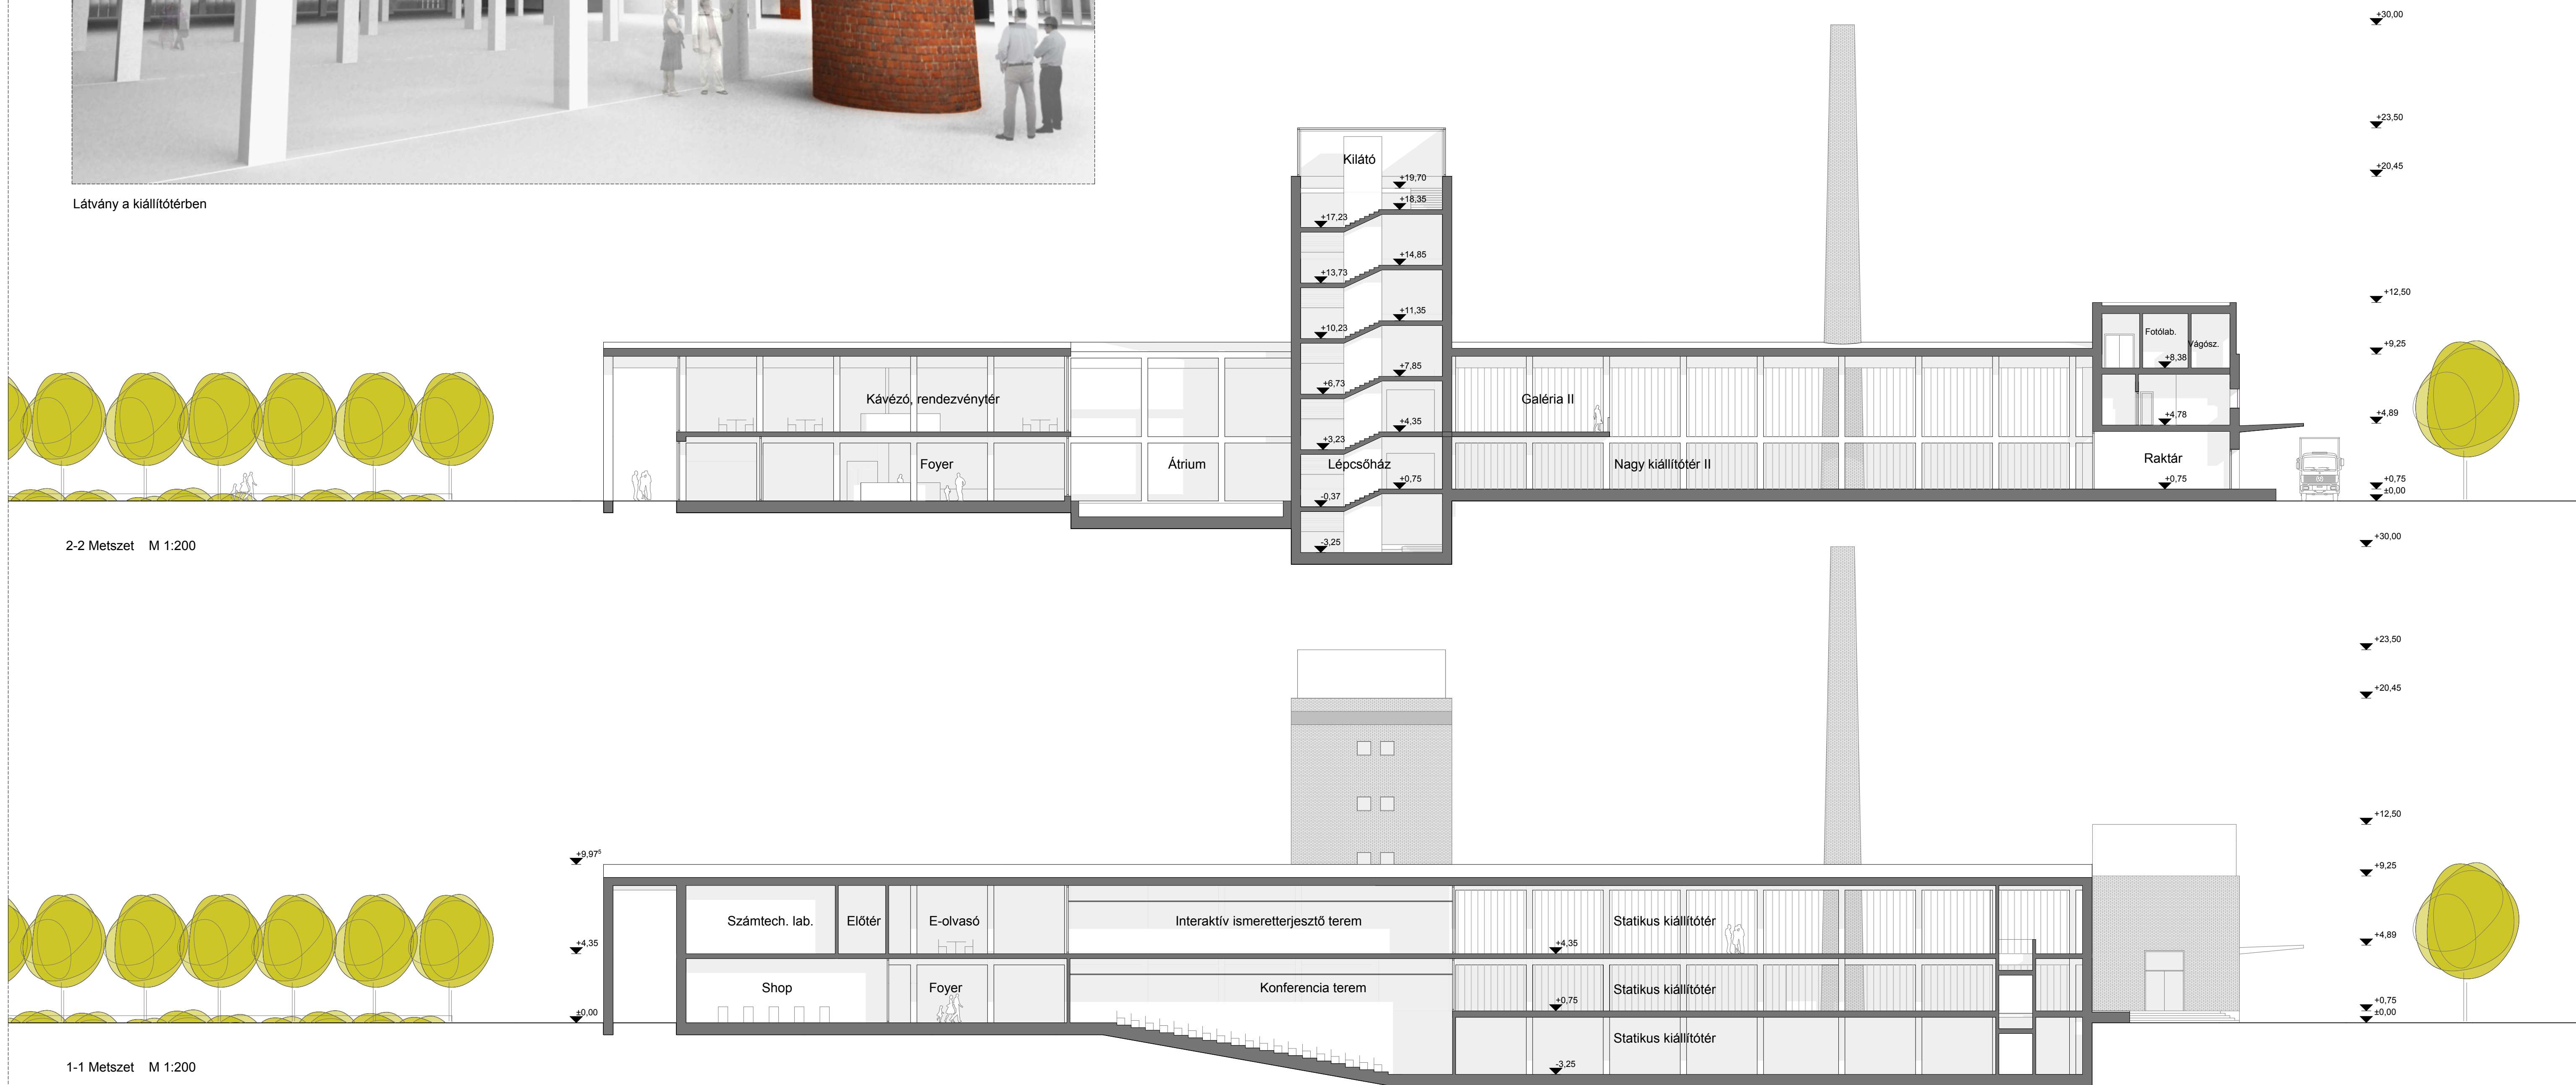 Látvány a kiállítótérben
+30,00
+23,50
+20,45
Kilátó
+19,70
+18,35
+17,23
+14,85
+13,73
+12,50
+11,35
+10,23
Fotólab.
Vágósz.
+9,25
+8,38
+7,85
+6,73
Kávézó, rendezvénytér
Galéria II
+4,89
+4,78
+4,35
+3,23
Foyer
Átrium
Lépcsőház
Nagy kiállítótér II
Raktár
+0,75
+0,75
+0,75
±0,00
-0,37
-3,25
2-2 Metszet M 1:200
+30,00
+23,50
+20,45
+12,50
+9,97⁵
+9,25
Számtech. lab.
Előtér
E-olvasó
Interaktív ismeretterjesztő terem
Statikus kiállítótér
+4,35
+4,35
+4,89
Shop
Foyer
Konferencia terem
Statikus kiállítótér
+0,75
+0,75
±0,00
±0,00
Statikus kiállítótér
-3,25
1-1 Metszet M 1:200